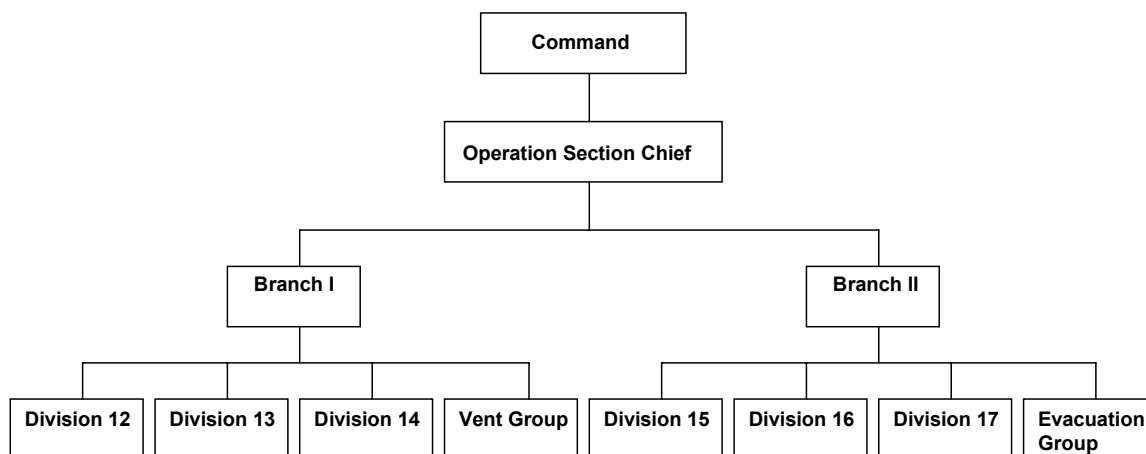 Command
Operation Section Chief
Branch I
Branch II
Division 12
Division 13
Division 14
Vent Group
Division 15
Division 16
Division 17
Evacuation
Group